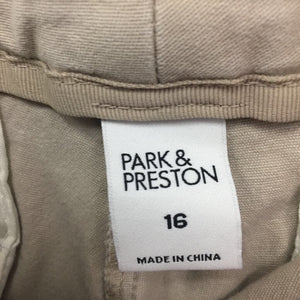 PARK &
PRESTON
16
MADE IN CHINA